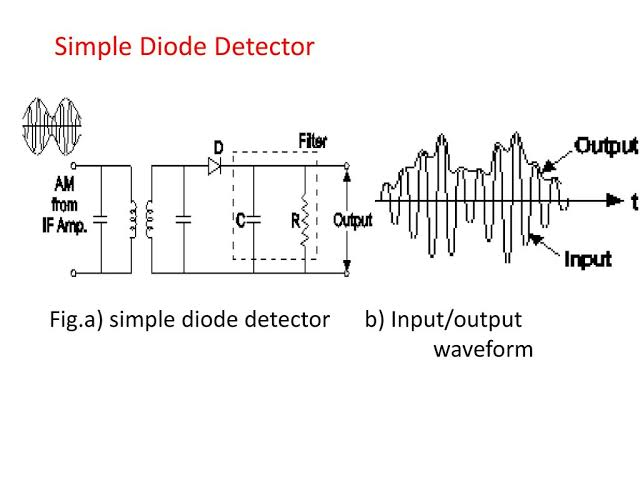 Simple Diode Detector
D
Filter
AM
from
IF Amp.
C
R
Output
Output
t
Input
Fig.a) simple diode detector
b) Input/output
waveform